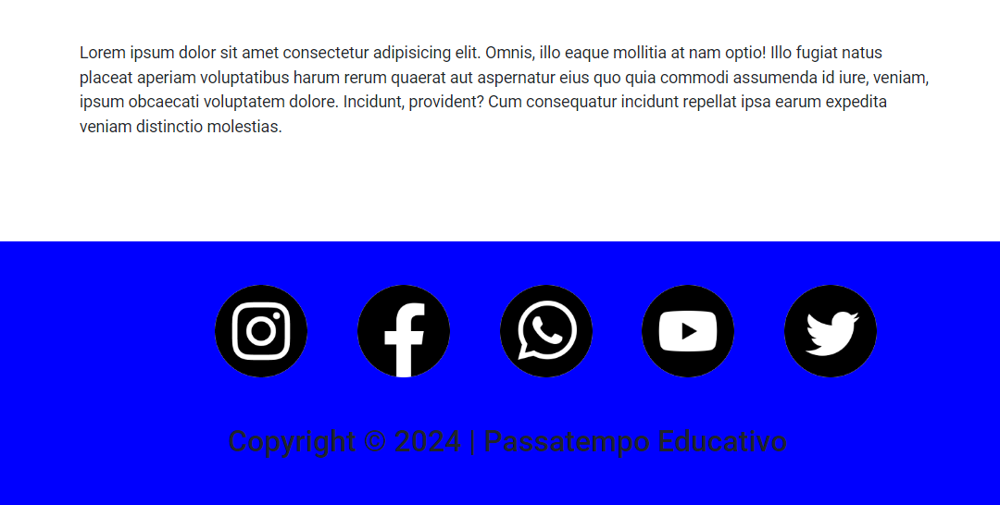 Lorem ipsum dolor sit amet consectetur adipisicing elit. Omnis, illo eaque mollitia at nam optio! Illo fugiat natus
placeat aperiam voluptatibus harum rerum quaerat aut aspernatur eius quo quia commodi assumenda id iure, veniam,
ipsum obcaecati voluptatem dolore. Incidunt, provident? Cum consequatur incidunt repellat ipsa earum expedita
veniam distinctio molestias.
Copyright © 2024 | Passatempo Educativo